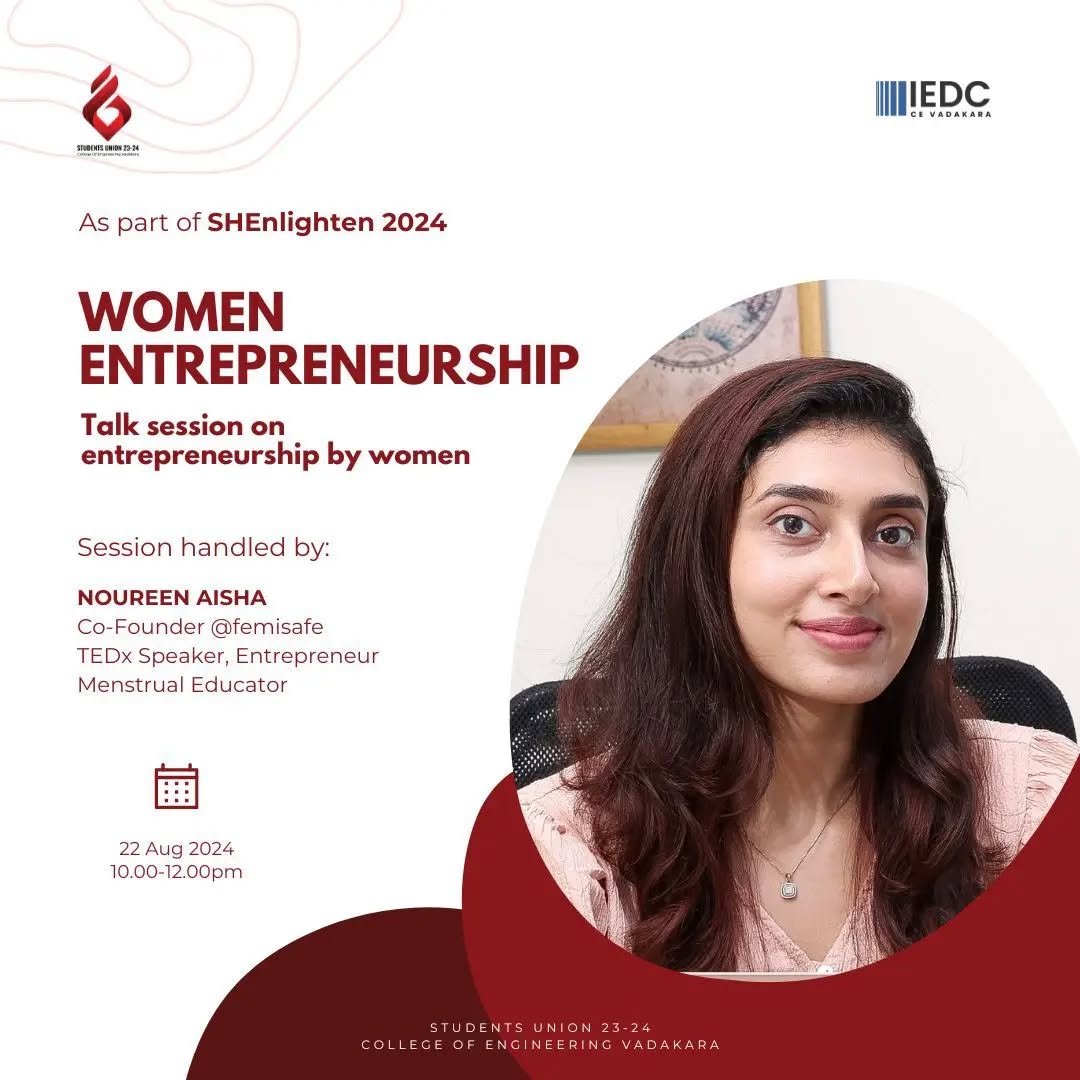 STUDENTS UNION 23-24
IEDC
CE VADAKARA
As part of SHEnlighten 2024
WOMEN
ENTREPRENEURSHIP
Talk session on
entrepreneurship by women
Session handled by:
NOUREEN AISHA
Co-Founder @femisafe
TEDx Speaker, Entrepreneur
Menstrual Educator
22 Aug 2024
10.00-12.00pm
STUDENTS UNION 23-24
COLLEGE OF ENGINEERING VADAKARA